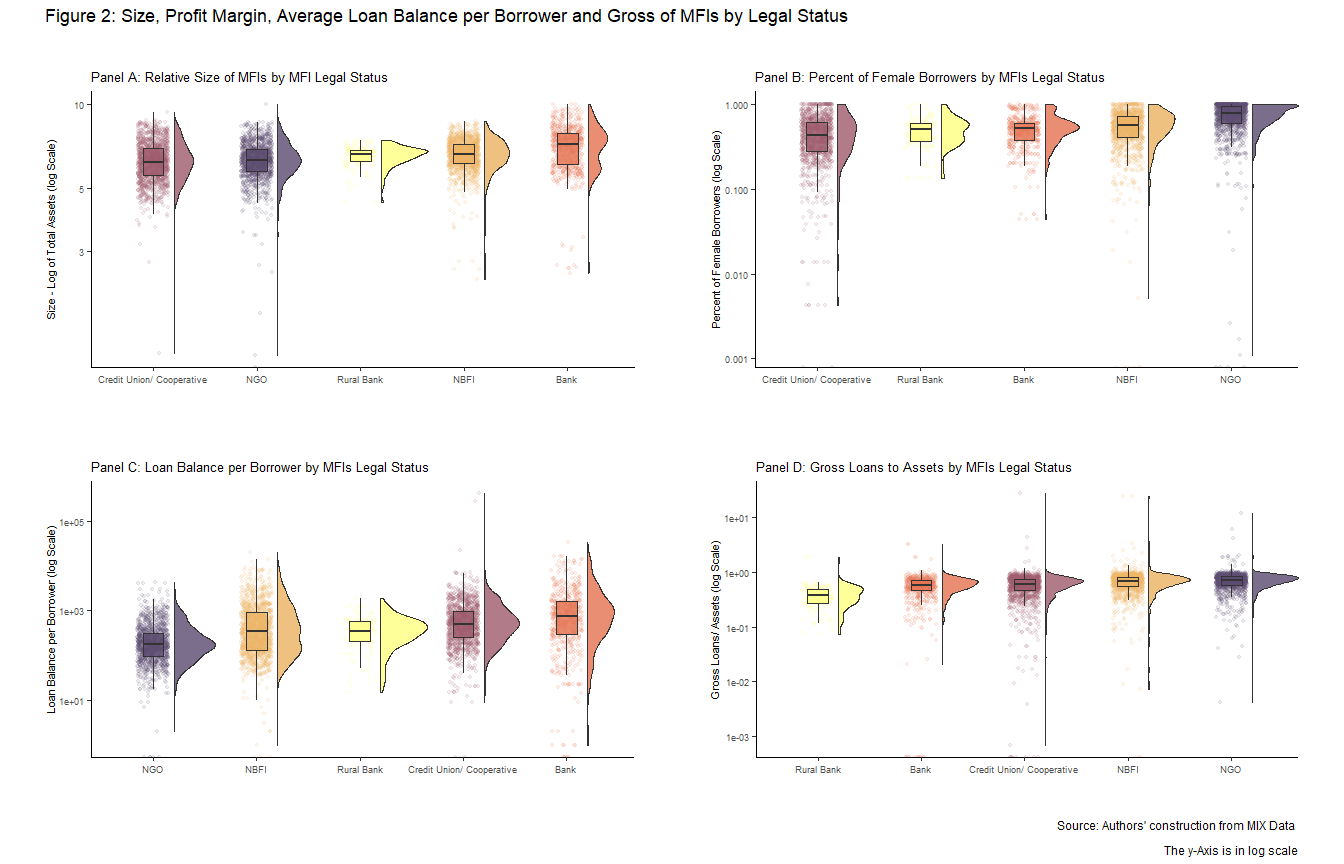 Figure 2: Size, Profit Margin, Average Loan Balance per Borrower and Gross of MFIs by Legal Status
Panel A: Relative Size of MFIs by MFI Legal Status
Size - Log of Total Assets (log Scale)
10
5
3
Credit Union/ Cooperative NGO Rural Bank NBFI Bank
Panel B: Percent of Female Borrowers by MFIs Legal Status
Percent of Female Borrowers (log Scale)
1.000
0.100
0.010
0.001
Credit Union/ Cooperative Rural Bank Bank NBFI NGO
Panel C: Loan Balance per Borrower by MFIs Legal Status
Loan Balance per Borrower (log Scale)
1e+05
1e+03
1e+01
NGO NBFI Rural Bank Credit Union/ Cooperative Bank
Panel D: Gross Loans to Assets by MFIs Legal Status
Gross Loans/ Assets (log Scale)
1e+01
1e+00
1e-01
1e-02
1e-03
Rural Bank Bank Credit Union/ Cooperative NBFI NGO
Source: Authors' construction from MIX Data
The y-Axis is in log scale